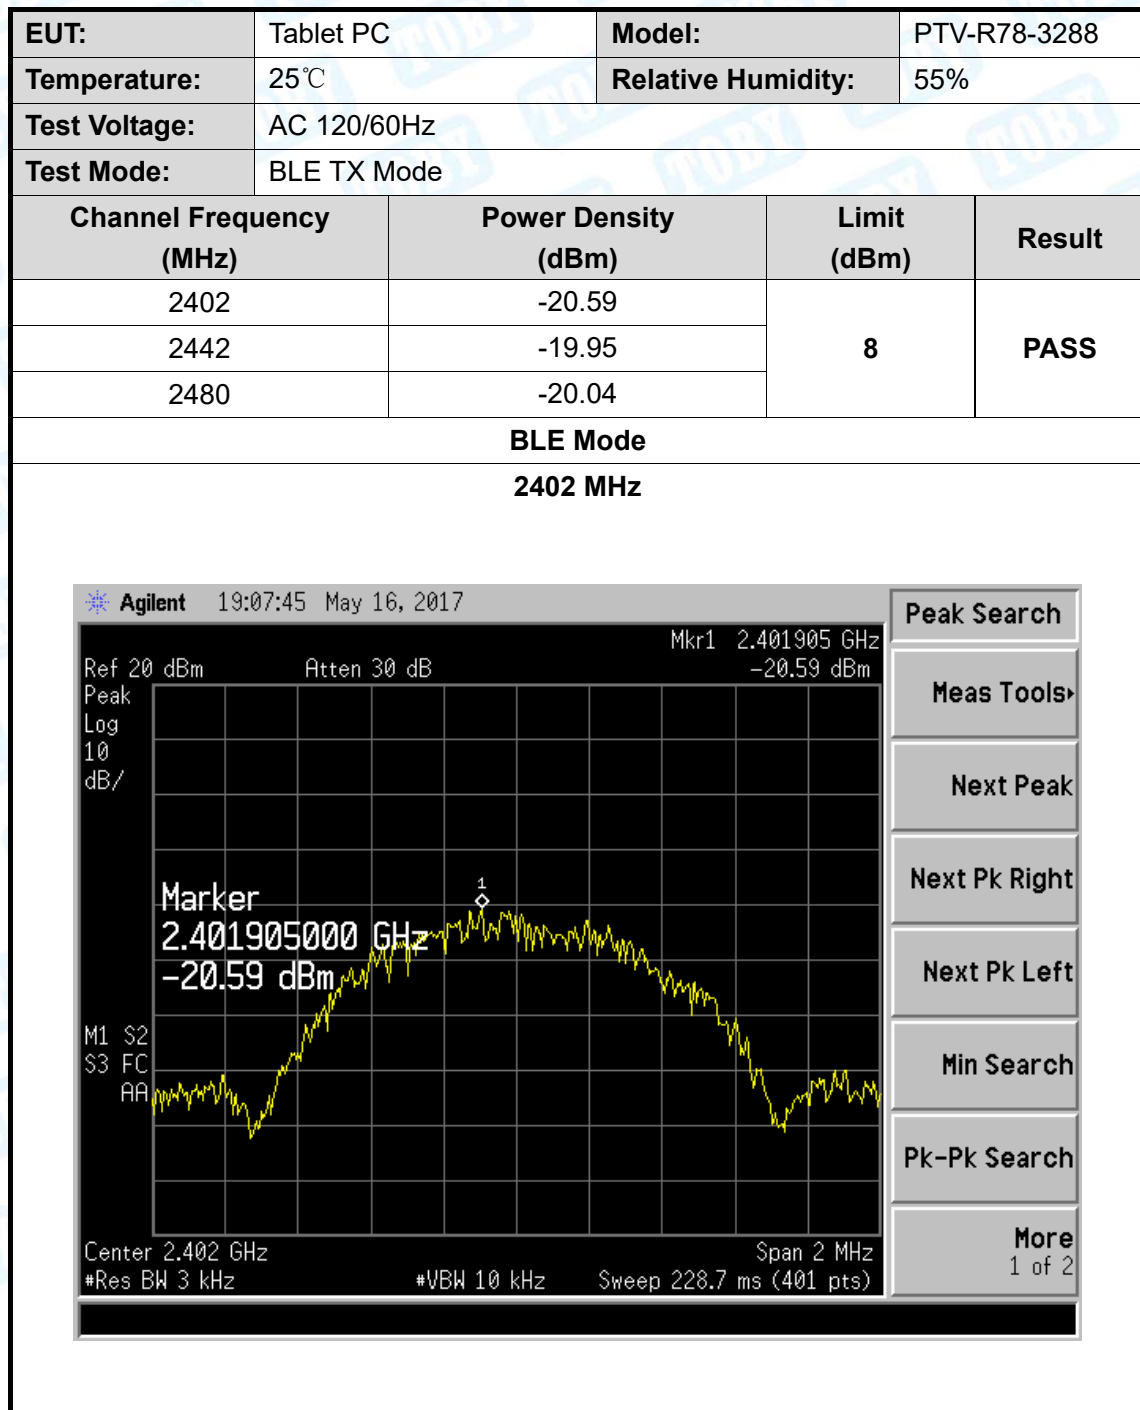 EUT: Tablet PC Model: PTV-R78-3288
Temperature: 25℃ Relative Humidity: 55%
Test Voltage: AC 120/60Hz
Test Mode: BLE TX Mode
Channel Frequency (MHz) Power Density (dBm) Limit (dBm) Result
2402 -20.59
2442 -19.95 8 PASS
2480 -20.04
BLE Mode
2402 MHz
Agilent 19:07:45 May 16, 2017
Peak Search
Mkr1 2.401905 GHz
Ref 20 dBm Atten 30 dB -20.59 dBm
Peak
Log
10
dB/
1
Marker
2.401905000 GHz
-20.59 dBm
M1 S2
S3 FC
AA
Center 2.402 GHz Span 2 MHz
#Res BW 3 kHz #VBW 10 kHz Sweep 228.7 ms (401 pts)
Meas Tools
Next Peak
Next Pk Right
Next Pk Left
Min Search
Pk-Pk Search
More
1 of 2
TOBY